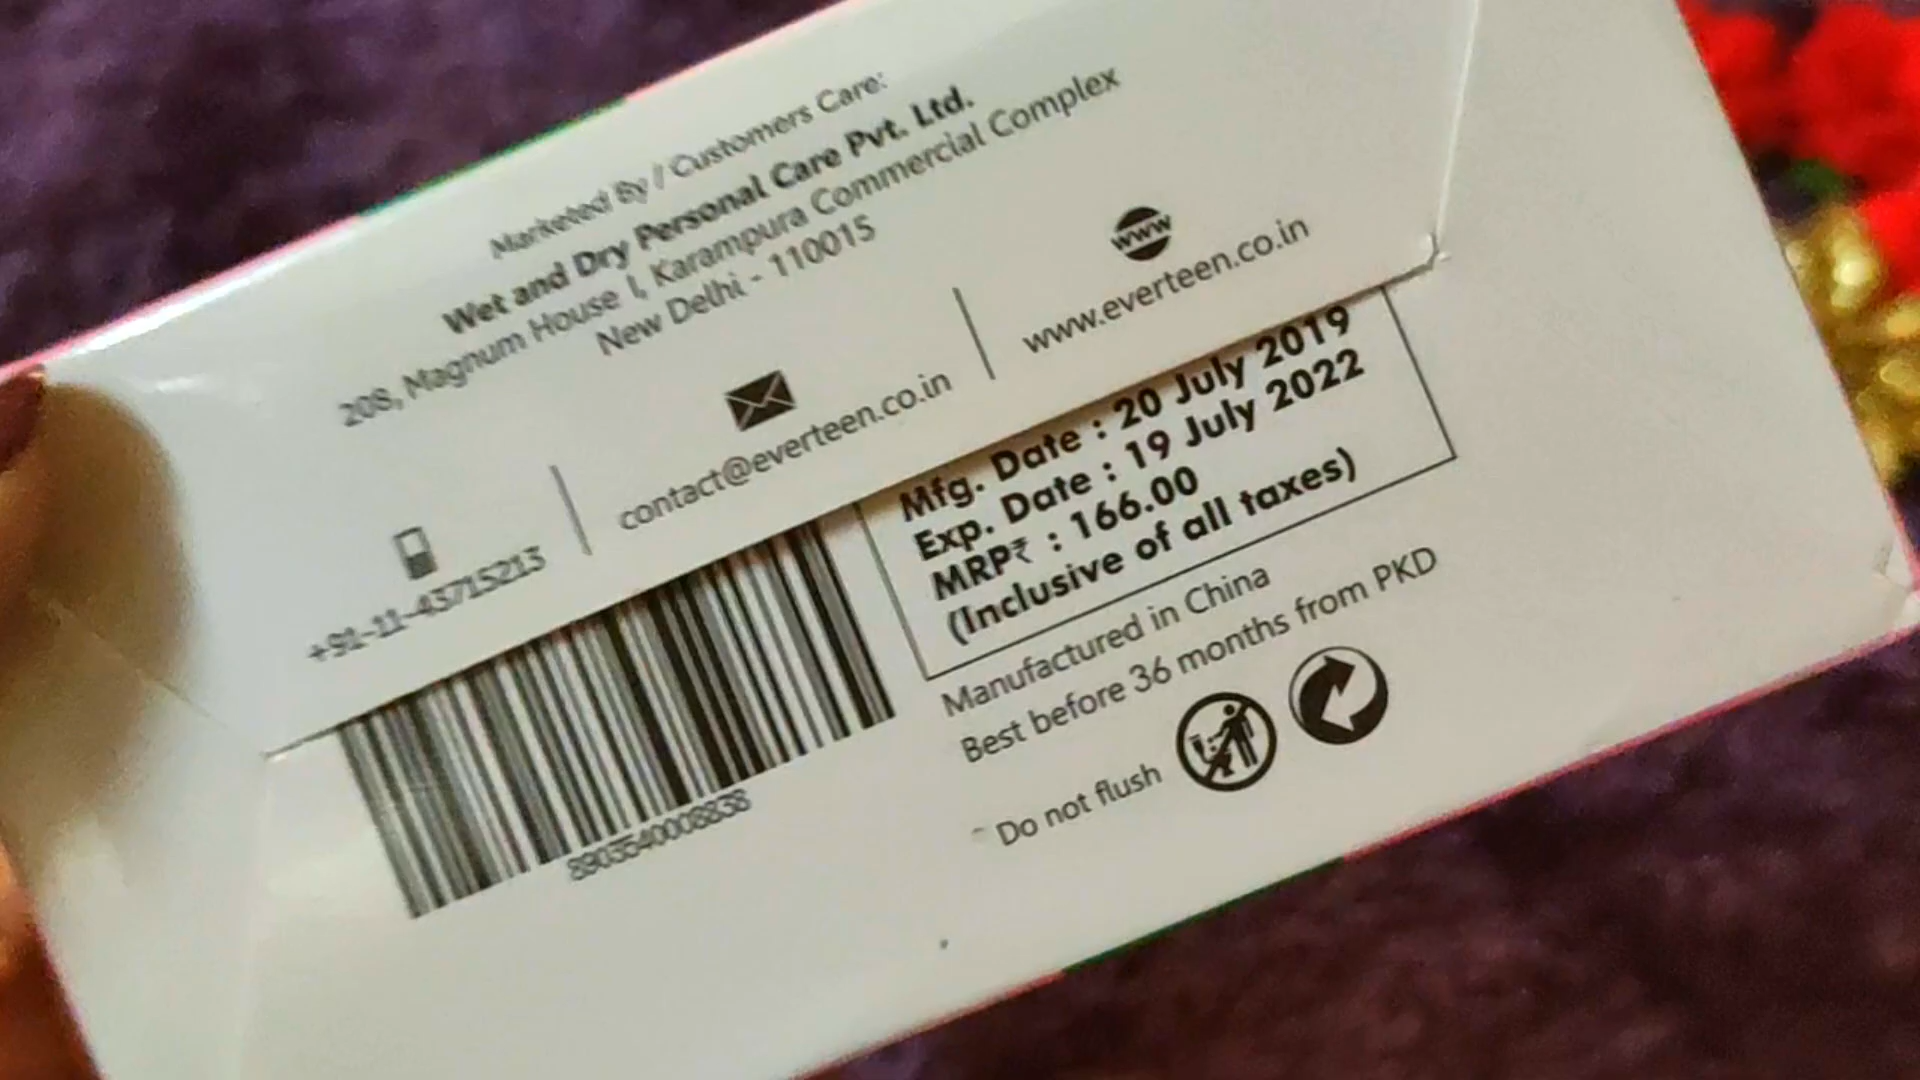 Marketed By / Customers Care:
Wet and Dry Personal Care Pvt. Ltd.
208, Magnum House I, Karampura Commercial Complex
New Delhi - 110015
+91-11-43715213
contact@everteen.co.in
www
www.everteen.co.in
Mfg. Date : 20 July 2019
Exp. Date : 19 July 2022
MRP₹ : 166.00
(Inclusive of all taxes)
Manufactured in China
Best before 36 months from PKD
Do not flush
8903540008838